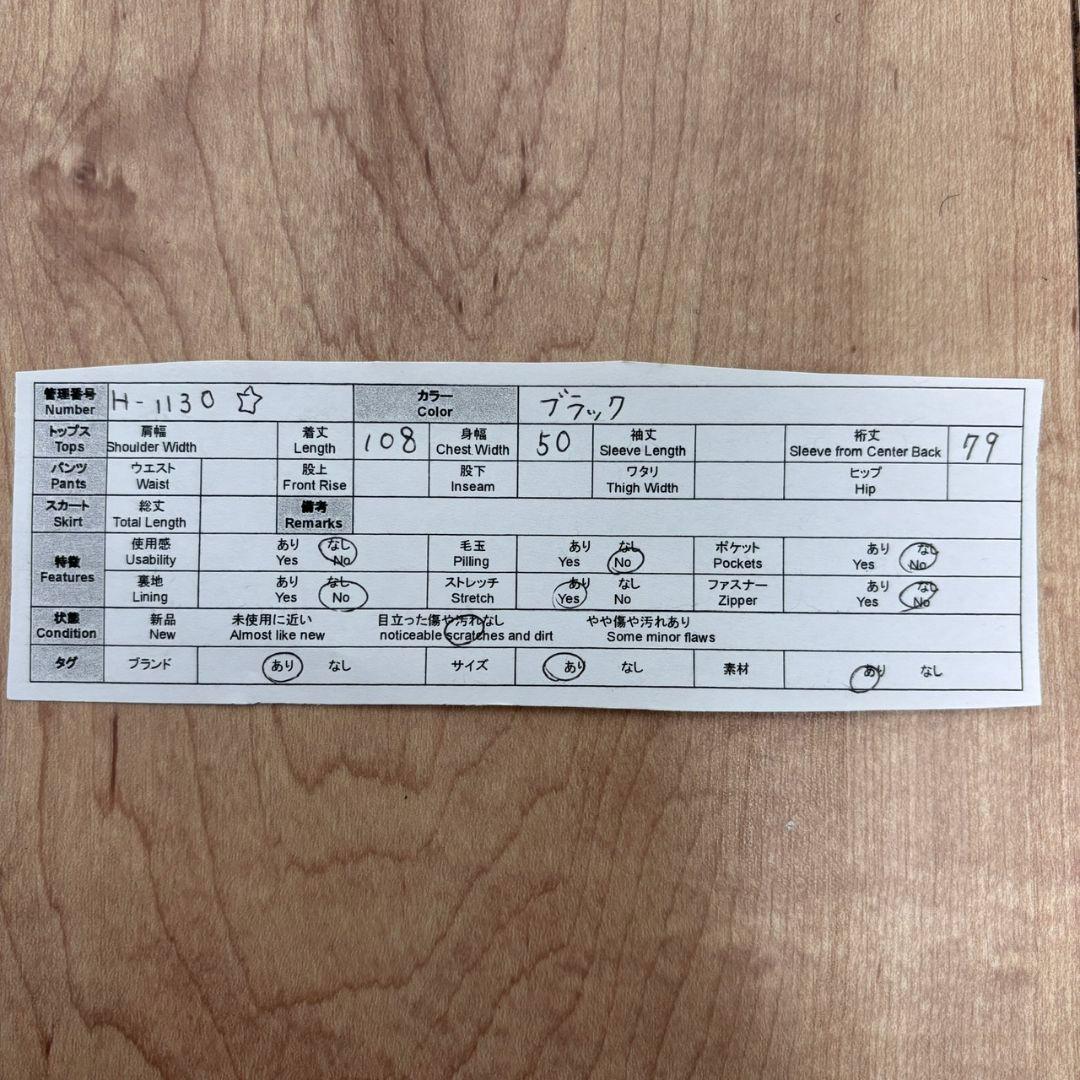 管理番号 Number H-1130 ☆ カラー Color ブラック
トップス Tops 肩幅 Shoulder Width 着丈 Length 108 身幅 Chest Width 50 袖丈 Sleeve Length 裄丈 Sleeve from Center Back 79
パンツ Pants ウエスト Waist 股上 Front Rise 股下 Inseam ワタリ Thigh Width ヒップ Hip
スカート Skirt 総丈 Total Length 備考 Remarks
特徴 Features 使用感 Usability あり Yes なし No 毛玉 Pilling あり Yes なし No ポケット Pockets あり Yes なし No
裏地 Lining あり Yes なし No ストレッチ Stretch あり Yes なし No ファスナー Zipper あり Yes なし No
状態 Condition 新品 New 未使用に近い Almost like new 目立った傷や汚れなし noticeable scratches and dirt やや傷や汚れあり Some minor flaws
タグ ブランド あり なし サイズ あり なし 素材 あり なし